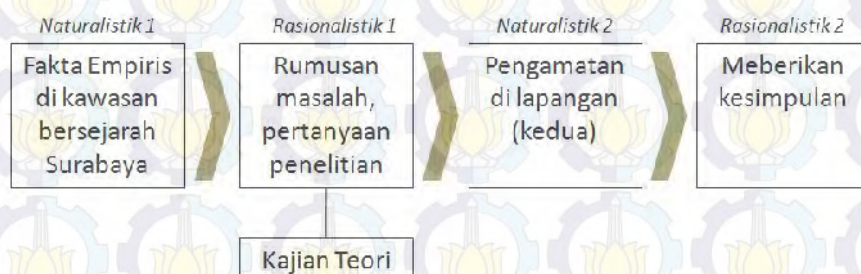 Naturalistik 1
Rasionalistik 1
Naturalistik 2
Rasionalistik 2
Fakta Empiris
di kawasan
bersejarah
Surabaya
Rumusan
masalah,
pertanyaan
penelitian
Pengamatan
di lapangan
(kedua)
Meberikan
kesimpulan
Kajian Teori